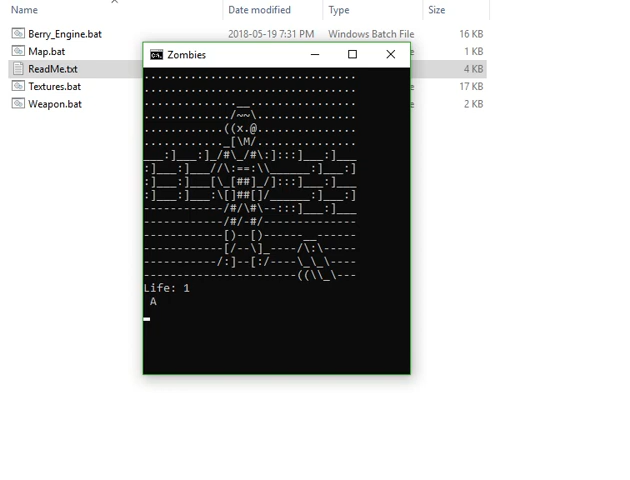 Name Date modified Type Size
Berry_Engine.bat 2018-05-19 7:31 PM Windows Batch File 16 KB
Map.bat 1 KB
ReadMe.txt 4 KB
Textures.bat 17 KB
Weapon.bat 2 KB
Zombies
Life: 1
A